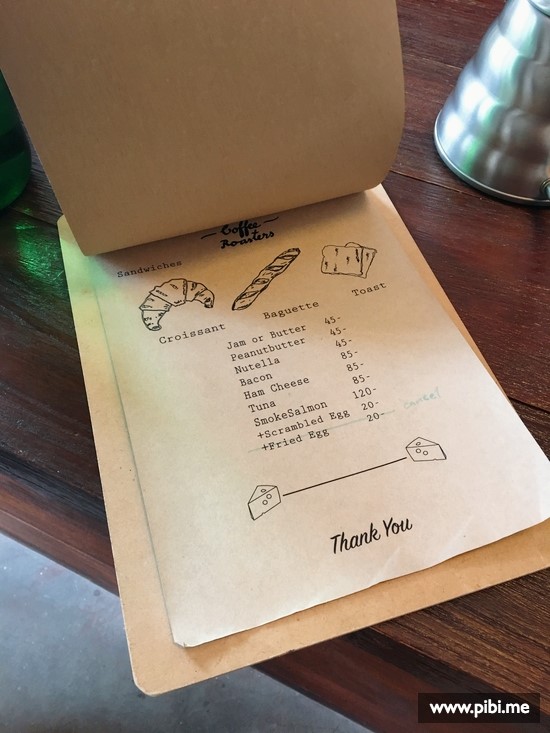 Coffee
Roasters
Sandwiches
Croissant
Baguette
Toast
Jam or Butter 45-
Peanutbutter 45-
Nutella 45-
Bacon 85-
Ham Cheese 85-
Tuna 85-
SmokeSalmon 120-
+Scrambled Egg 20- cancel
+Fried Egg 20-
Thank You
www.pibi.me